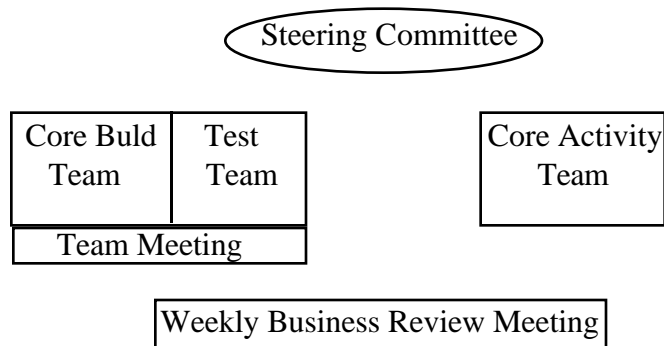 Steering Committee
Core Buld
Team
Test
Team
Core Activity
Team
Team Meeting
Weekly Business Review Meeting